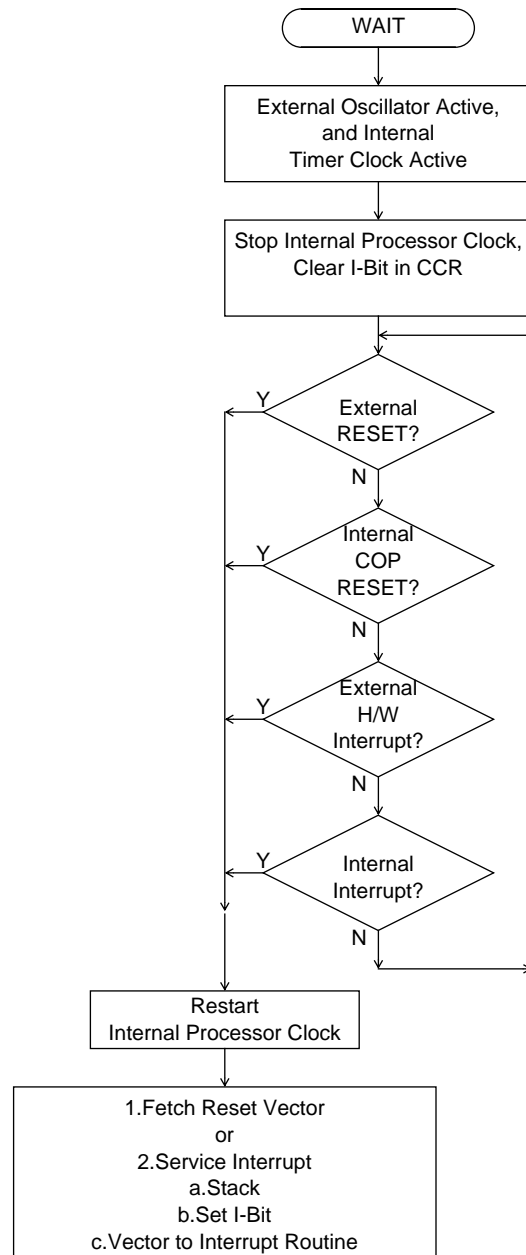 WAIT
External Oscillator Active,
and Internal
Timer Clock Active
Stop Internal Processor Clock,
Clear I-Bit in CCR
Y
External
RESET?
N
Y
Internal
COP
RESET?
N
Y
External
H/W
Interrupt?
N
Y
Internal
Interrupt?
N
Restart
Internal Processor Clock
1.Fetch Reset Vector
or
2.Service Interrupt
a.Stack
b.Set I-Bit
c.Vector to Interrupt Routine